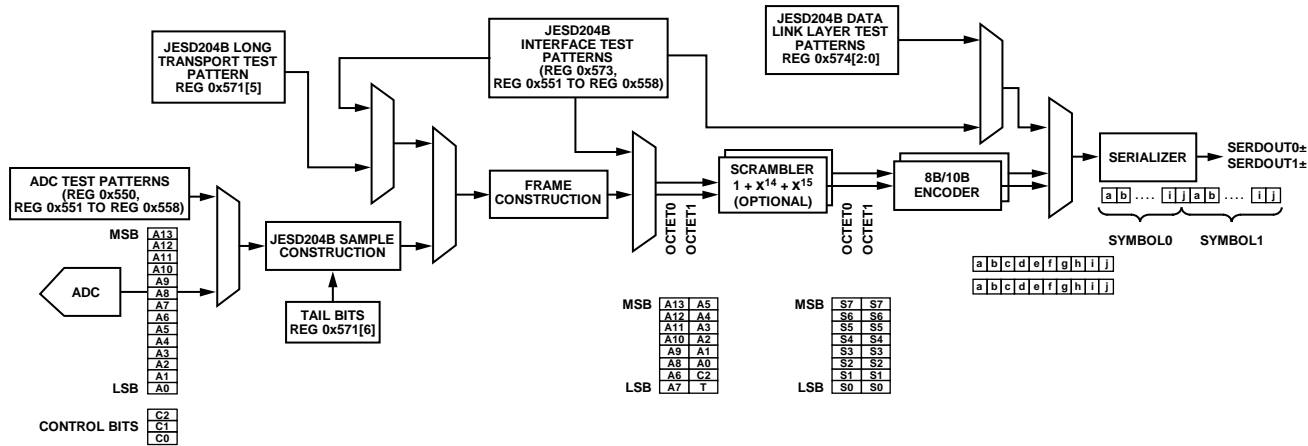 JESD204B LONG
TRANSPORT TEST
PATTERN
REG 0x571[5]
JESD204B
INTERFACE TEST
PATTERNS
(REG 0x573,
REG 0x551 TO REG 0x558)
JESD204B DATA
LINK LAYER TEST
PATTERNS
REG 0x574[2:0]
ADC TEST PATTERNS
(REG 0x550,
REG 0x551 TO REG 0x558)
ADC
MSB
A13
A12
A11
A10
A9
A8
A7
A6
A5
A4
A3
A2
A1
LSB A0
CONTROL BITS
C2
C1
C0
JESD204B SAMPLE
CONSTRUCTION
TAIL BITS
REG 0x571[6]
FRAME
CONSTRUCTION
OCTET0
OCTET1
SCRAMBLER
1 + X14 + X15
(OPTIONAL)
OCTET0
OCTET1
8B/10B
ENCODER
SERIALIZER
SERDOUT0±
SERDOUT1±
a b .... i j a b .... i j
SYMBOL0 SYMBOL1
a b c d e f g h i j
a b c d e f g h i j
MSB A13 A5
A12 A4
A11 A3
A10 A2
A9 A1
A8 A0
A6 C2
LSB A7 T
MSB S7 S7
S6 S6
S5 S5
S4 S4
S3 S3
S2 S2
S1 S1
LSB S0 S0